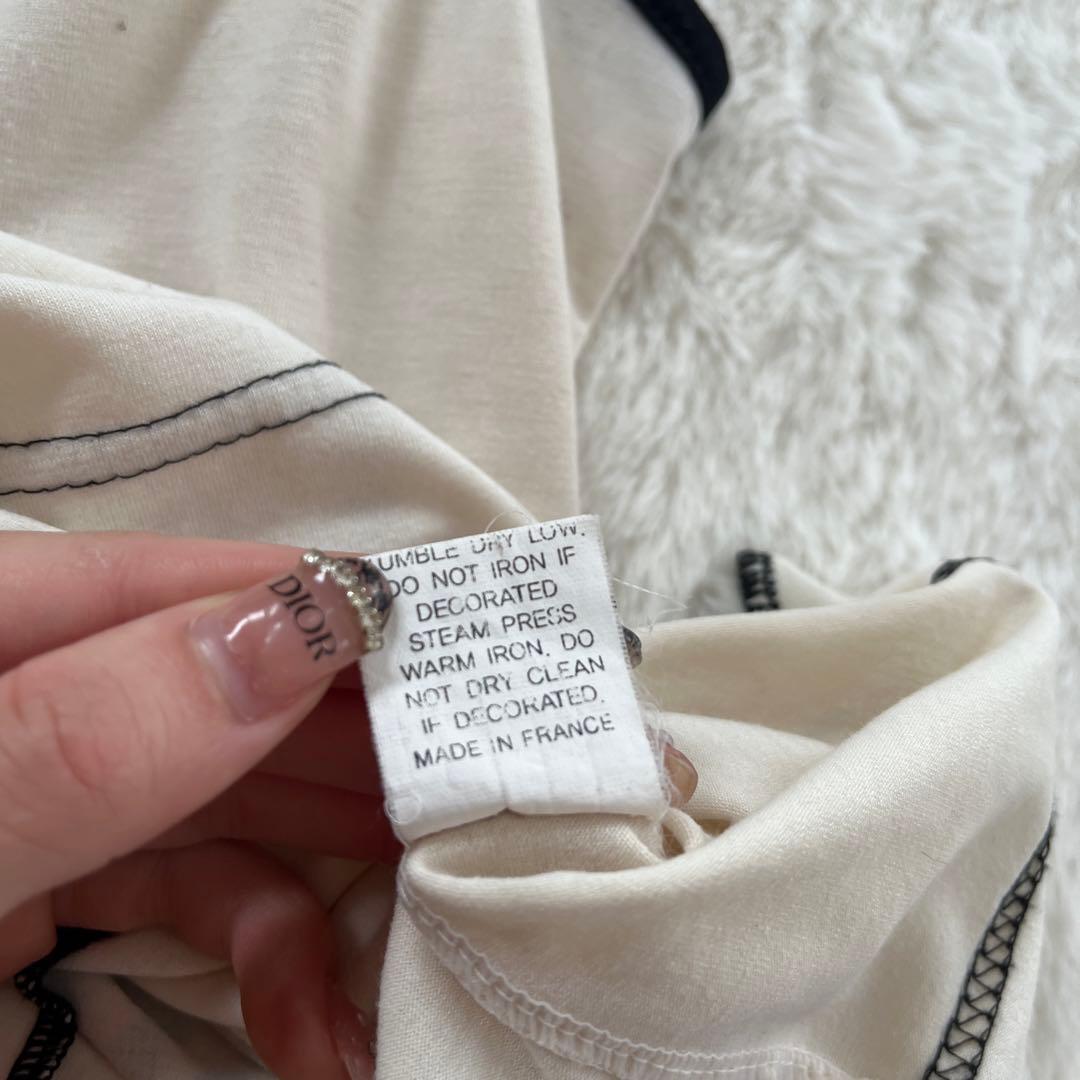 DIOR
UMBLE DRY LOW.
DO NOT IRON IF
DECORATED
STEAM PRESS
WARM IRON. DO
NOT DRY CLEAN
IF DECORATED.
MADE IN FRANCE